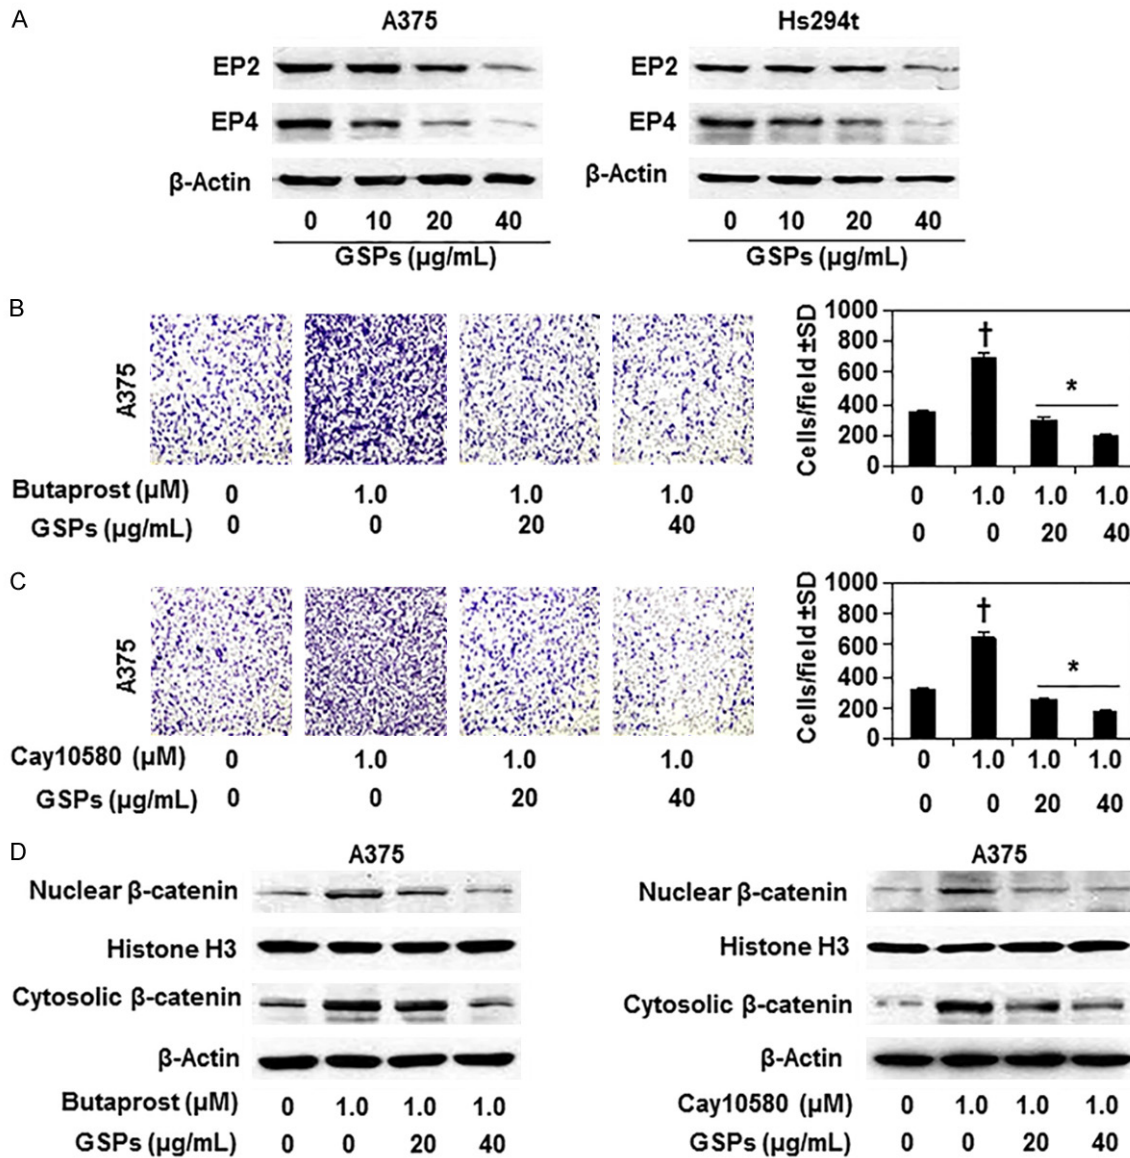 A
A375
Hs294t
EP2
EP2
EP4
EP4
β-Actin
β-Actin
0 10 20 40
0 10 20 40
GSPs (µg/mL)
GSPs (µg/mL)
B
A375
Butaprost (µM) 0 1.0 1.0 1.0
GSPs (µg/mL) 0 0 20 40
Cells/field ±SD
1000
800
600
400
200
0
†
*
0 1.0 1.0 1.0
0 0 20 40
C
A375
Cay10580 (µM) 0 1.0 1.0 1.0
GSPs (µg/mL) 0 0 20 40
Cells/field ±SD
1000
800
600
400
200
0
†
*
0 1.0 1.0 1.0
0 0 20 40
D
A375
Nuclear β-catenin
Histone H3
Cytosolic β-catenin
β-Actin
Butaprost (µM) 0 1.0 1.0 1.0
GSPs (µg/mL) 0 0 20 40
A375
Nuclear β-catenin
Histone H3
Cytosolic β-catenin
β-Actin
Cay10580 (µM) 0 1.0 1.0 1.0
GSPs (µg/mL) 0 0 20 40